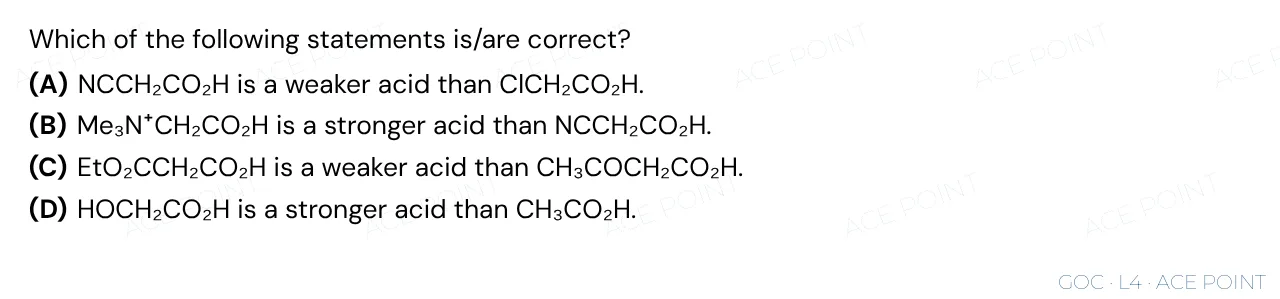 Which of the following statements is/are correct?
(A) NCCH₂CO₂H is a weaker acid than ClCH₂CO₂H.
(B) Me₃N⁺CH₂CO₂H is a stronger acid than NCCH₂CO₂H.
(C) EtO₂CCH₂CO₂H is a weaker acid than CH₃COCH₂CO₂H.
(D) HOCH₂CO₂H is a stronger acid than CH₃CO₂H.
GOC · L4 · ACE POINT